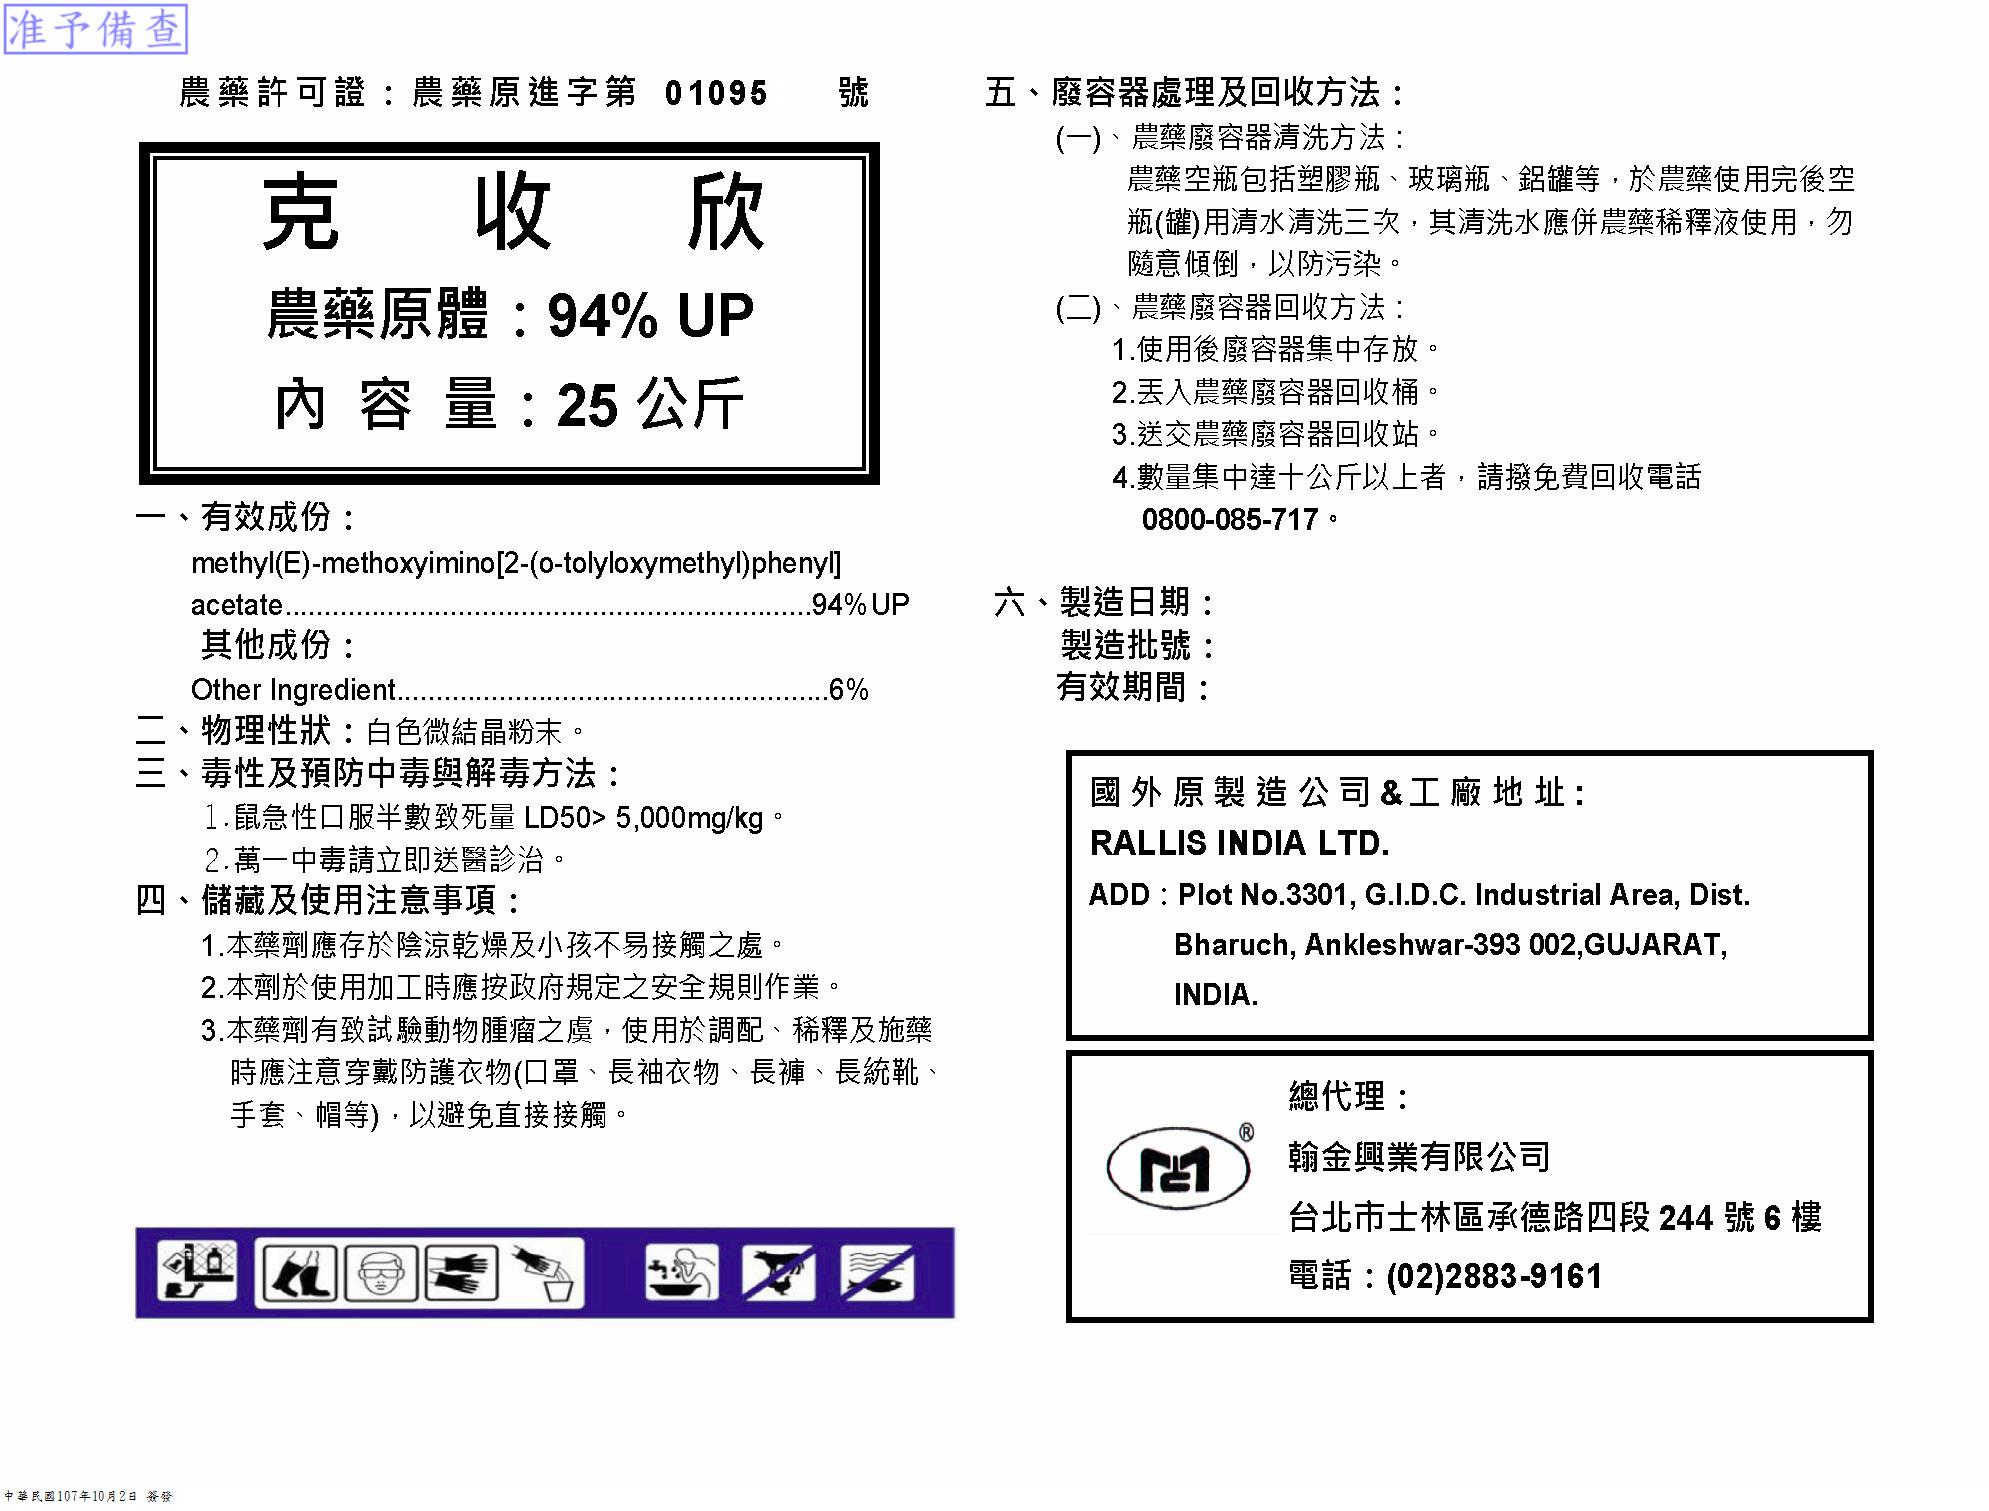 准予備查
農藥許可證：農藥原進字第 01095 號
克收欣
農藥原體：94% UP
內容量：25 公斤
一、有效成份：
methyl(E)-methoxyimino[2-(o-tolyloxymethyl)phenyl]
acetate...................................................................94%UP
其他成份：
Other Ingredient.......................................................6%
二、物理性狀：白色微結晶粉末。
三、毒性及預防中毒與解毒方法：
1.鼠急性口服半數致死量 LD50> 5,000mg/kg。
2.萬一中毒請立即送醫診治。
四、儲藏及使用注意事項：
1.本藥劑應存於陰涼乾燥及小孩不易接觸之處。
2.本劑於使用加工時應按政府規定之安全規則作業。
3.本藥劑有致試驗動物腫瘤之虞，使用於調配、稀釋及施藥
時應注意穿戴防護衣物(口罩、長袖衣物、長褲、長統靴、
手套、帽等)，以避免直接接觸。
五、廢容器處理及回收方法：
(一)、農藥廢容器清洗方法：
農藥空瓶包括塑膠瓶、玻璃瓶、鋁罐等，於農藥使用完後空
瓶(罐)用清水清洗三次，其清洗水應併農藥稀釋液使用，勿
隨意傾倒，以防污染。
(二)、農藥廢容器回收方法：
1.使用後廢容器集中存放。
2.丟入農藥廢容器回收桶。
3.送交農藥廢容器回收站。
4.數量集中達十公斤以上者，請撥免費回收電話
0800-085-717。
六、製造日期：
製造批號：
有效期間：
國外原製造公司&工廠地址:
RALLIS INDIA LTD.
ADD：Plot No.3301, G.I.D.C. Industrial Area, Dist.
Bharuch, Ankleshwar-393 002,GUJARAT,
INDIA.
總代理：
®
翰金興業有限公司
台北市士林區承德路四段 244 號 6 樓
電話：(02)2883-9161
中華民國107年10月2日 簽發